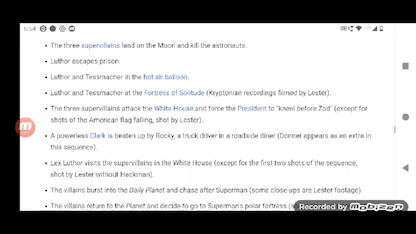 6:54
The three supervillains land on the Moon and kill the astronauts.
Luthor escapes prison.
Luthor and Tessmacher in the hot air balloon.
Luthor and Tessmacher at the Fortress of Solitude (Kryptonian recordings filmed by Lester).
The three supervillains attack the White House and force the President to "kneel before Zod" (except for
shots of the American flag falling, shot by Lester).
A powerless Clark is beaten up by Rocky, a truck driver in a roadside diner (Donner appears as an extra in
this sequence).
Lex Luthor visits the supervillains in the White House (except for the first two shots of the sequence,
shot by Lester without Hackman).
The villains burst into the Daily Planet and chase after Superman (some close-ups are Lester footage).
The villains return to the Planet and decide to go to Superman's polar fortress (s
Recorded by Mobizen